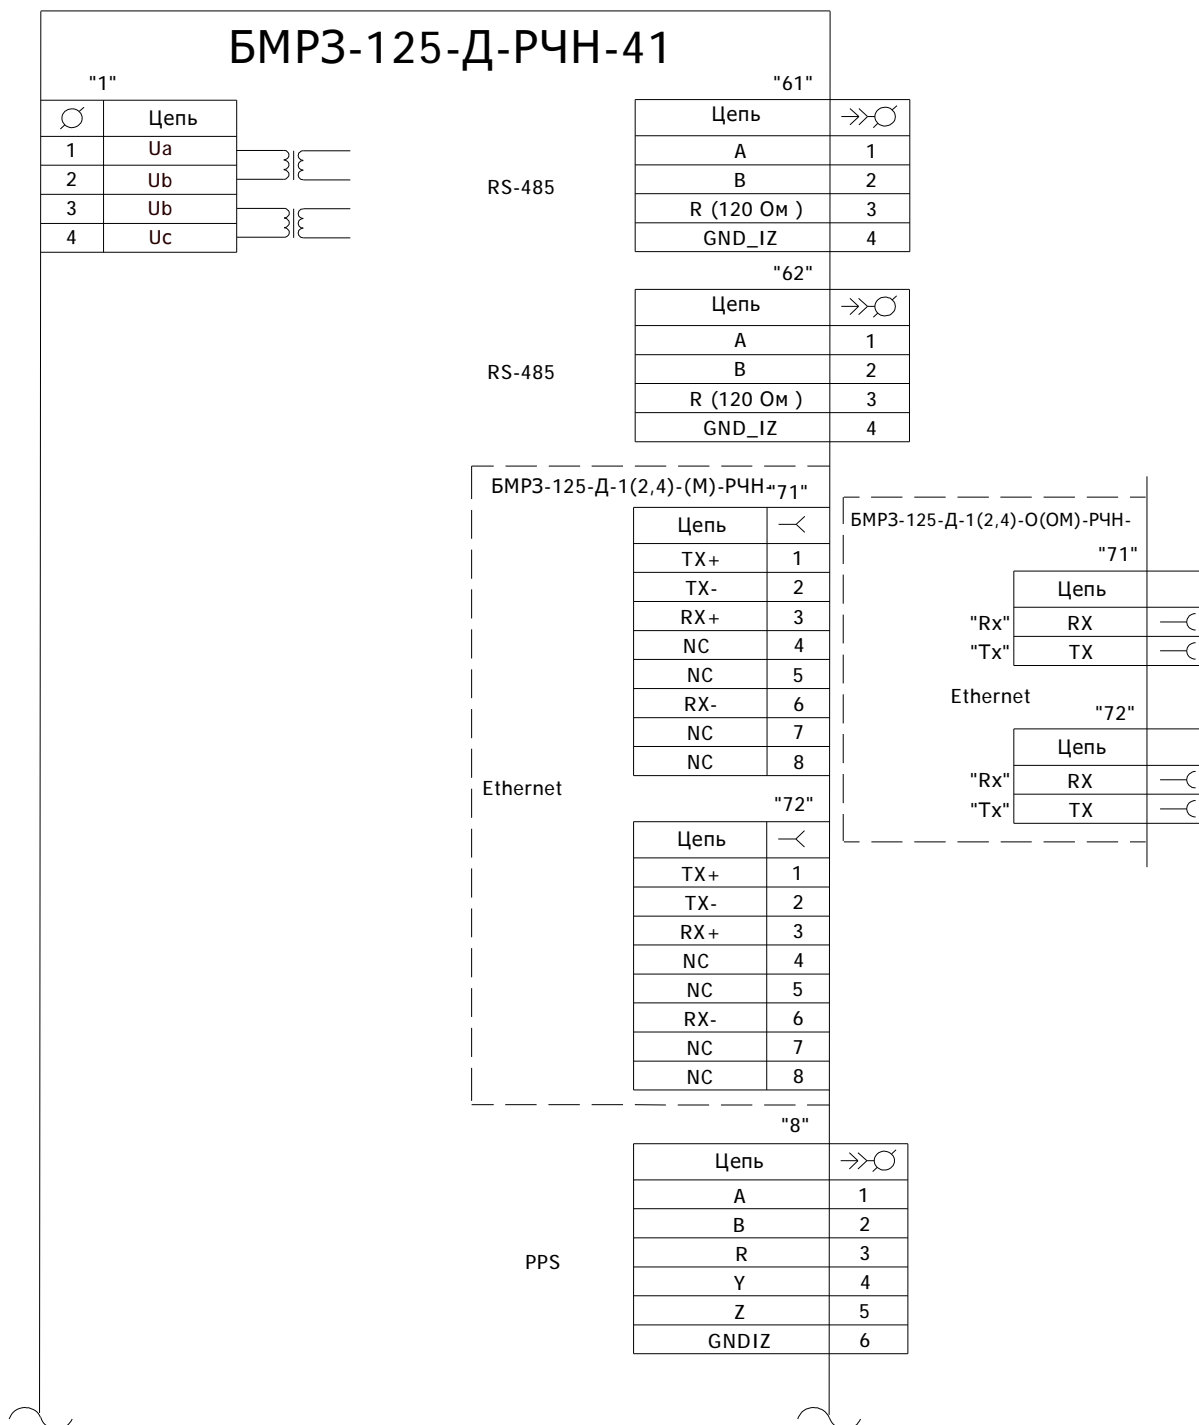 БМРЗ-125-Д-РЧН-41
"1"
Цепь
1 Ua
2 Ub
3 Ub
4 Uc
"61"
RS-485
Цепь
A 1
B 2
R (120 Ом ) 3
GND_IZ 4
"62"
RS-485
Цепь
A 1
B 2
R (120 Ом ) 3
GND_IZ 4
БМРЗ-125-Д-1(2,4)-(М)-РЧН-
"71"
Цепь
TX+ 1
TX- 2
RX+ 3
NC 4
NC 5
RX- 6
NC 7
NC 8
Ethernet
"72"
Цепь
TX+ 1
TX- 2
RX+ 3
NC 4
NC 5
RX- 6
NC 7
NC 8
БМРЗ-125-Д-1(2,4)-О(ОМ)-РЧН-
"71"
Цепь
"Rx" RX
"Tx" TX
Ethernet
"72"
Цепь
"Rx" RX
"Tx" TX
"8"
PPS
Цепь
A 1
B 2
R 3
Y 4
Z 5
GNDIZ 6